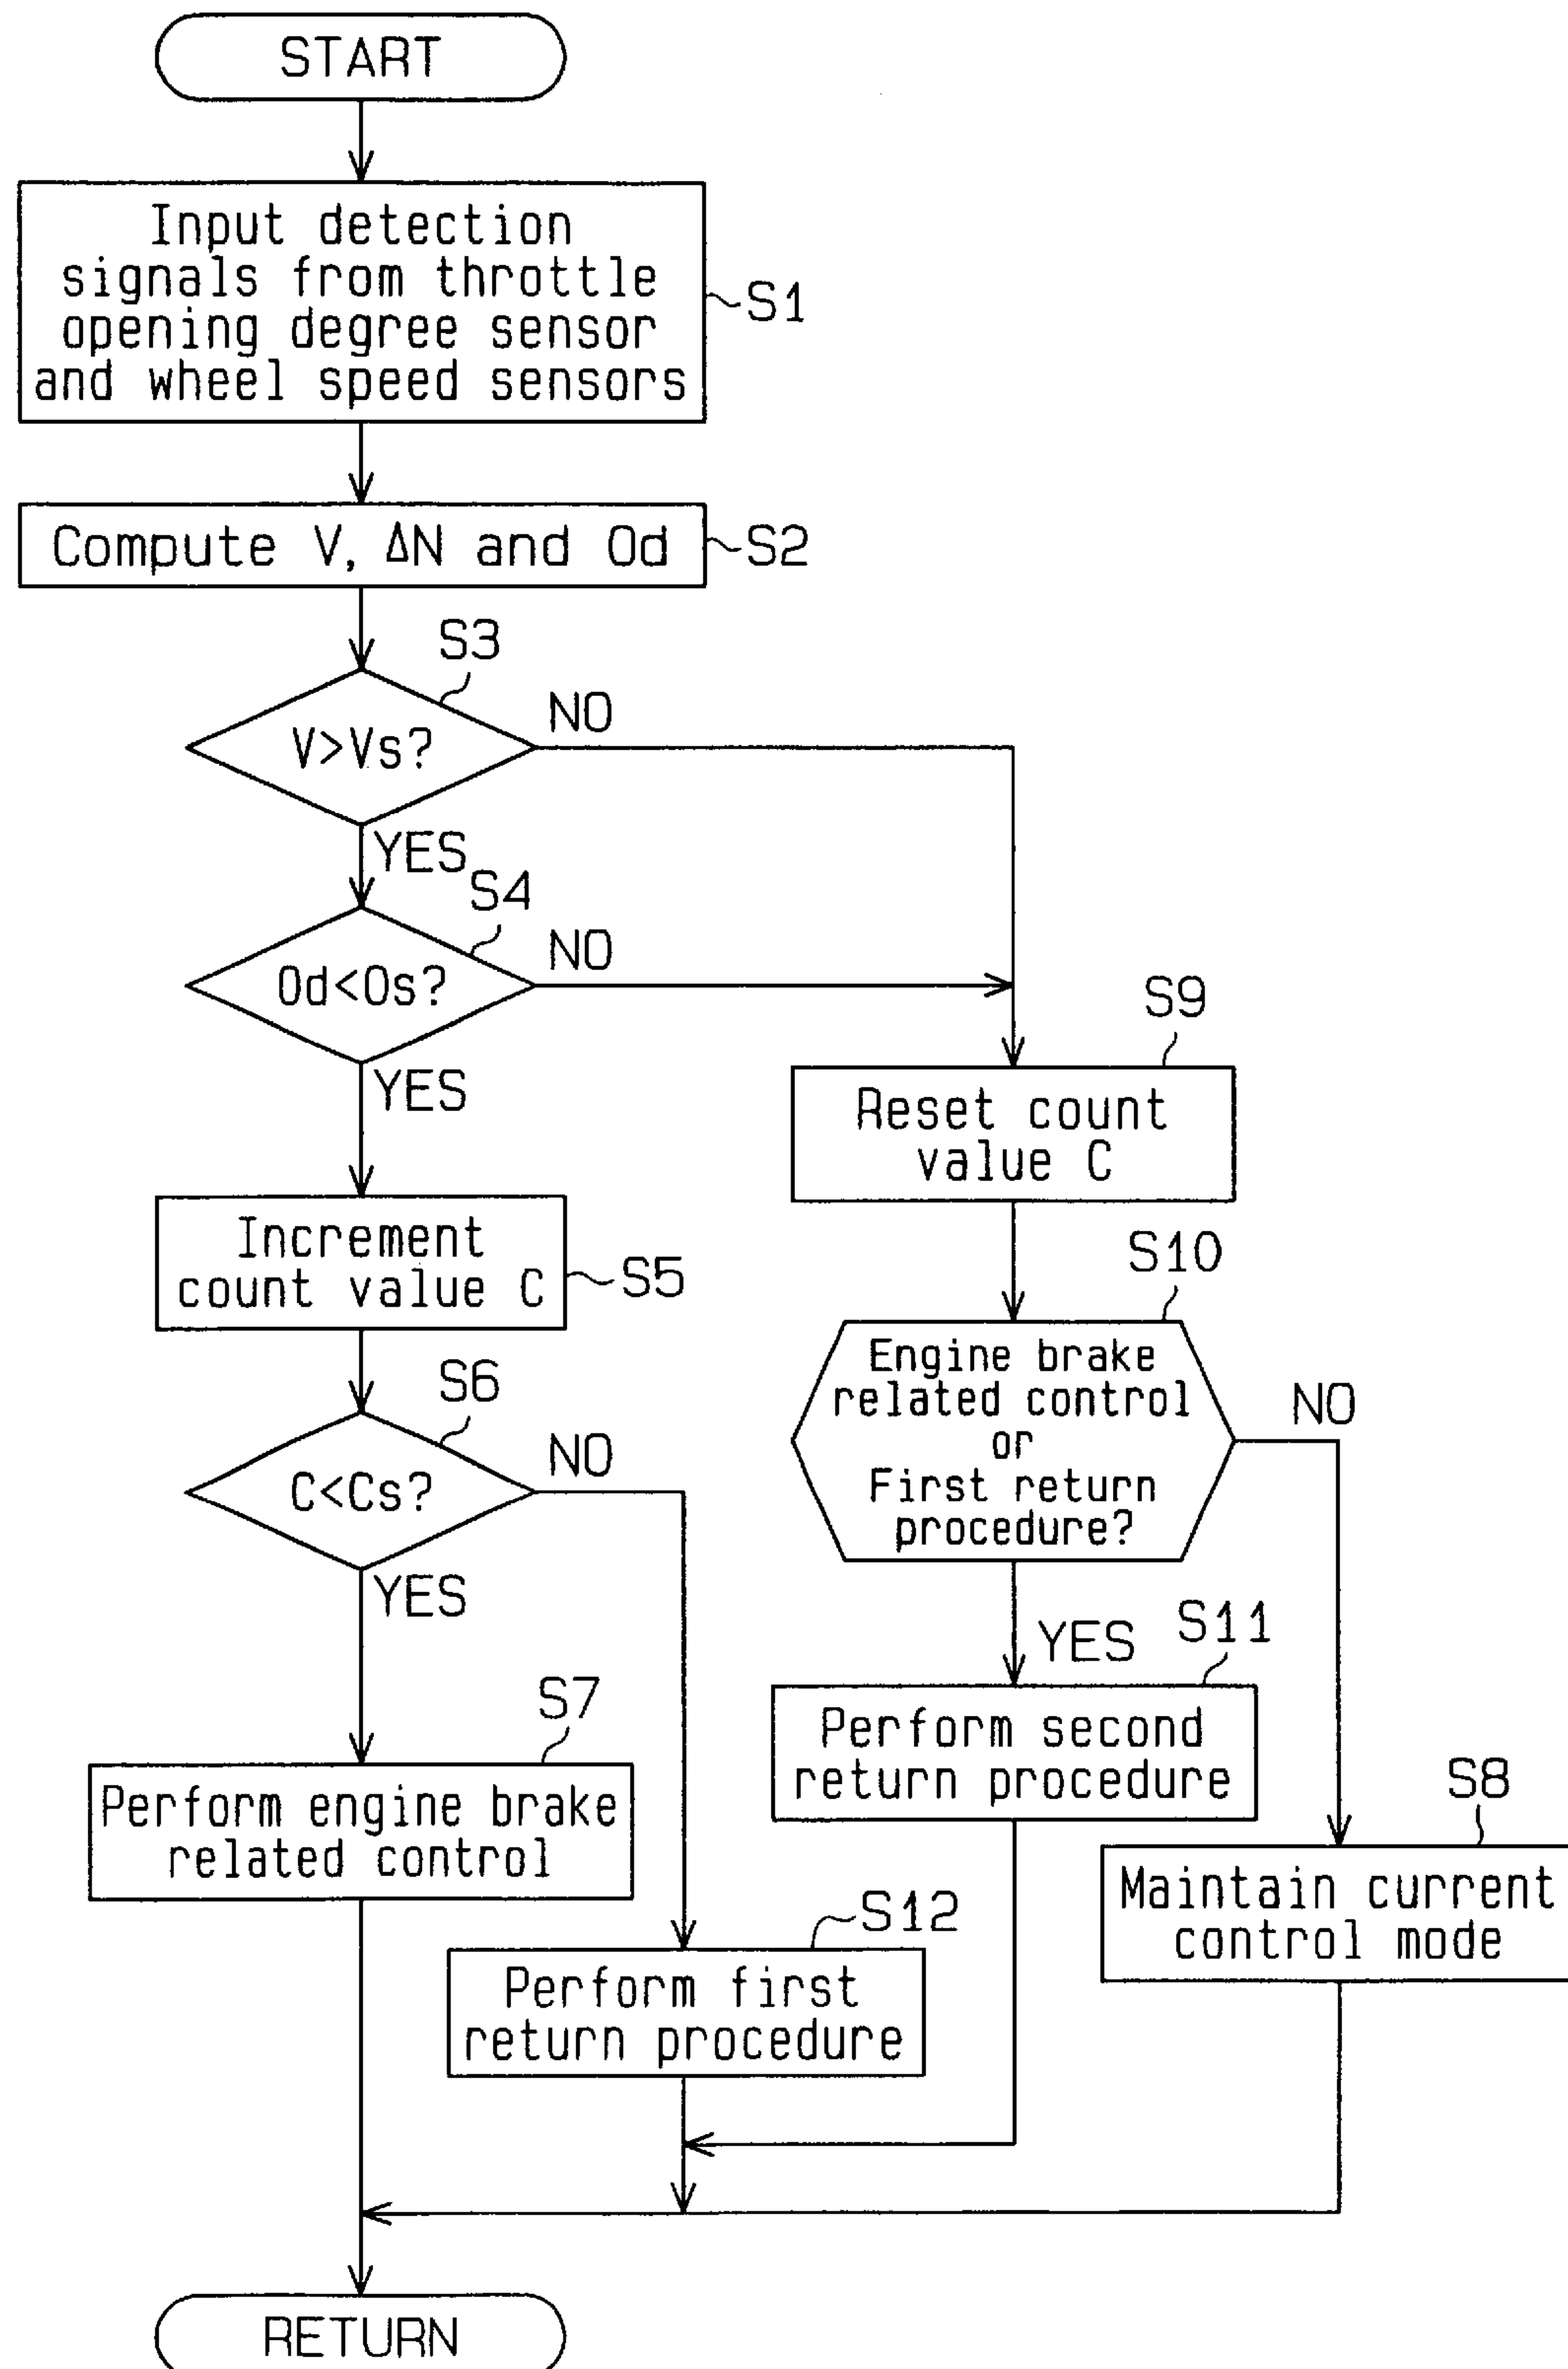 START
Input detection
signals from throttle
opening degree sensor
and wheel speed sensors
S1
Compute V, ΔN and Od
S2
S3
V>Vs?
NO
YES
S4
Od<Os?
NO
YES
S9
Reset count
value C
Increment
count value C
S5
S10
Engine brake
related control
or
First return
procedure?
NO
YES
S6
C<Cs?
NO
YES
S11
Perform second
return procedure
S7
Perform engine brake
related control
S8
Maintain current
control mode
S12
Perform first
return procedure
RETURN